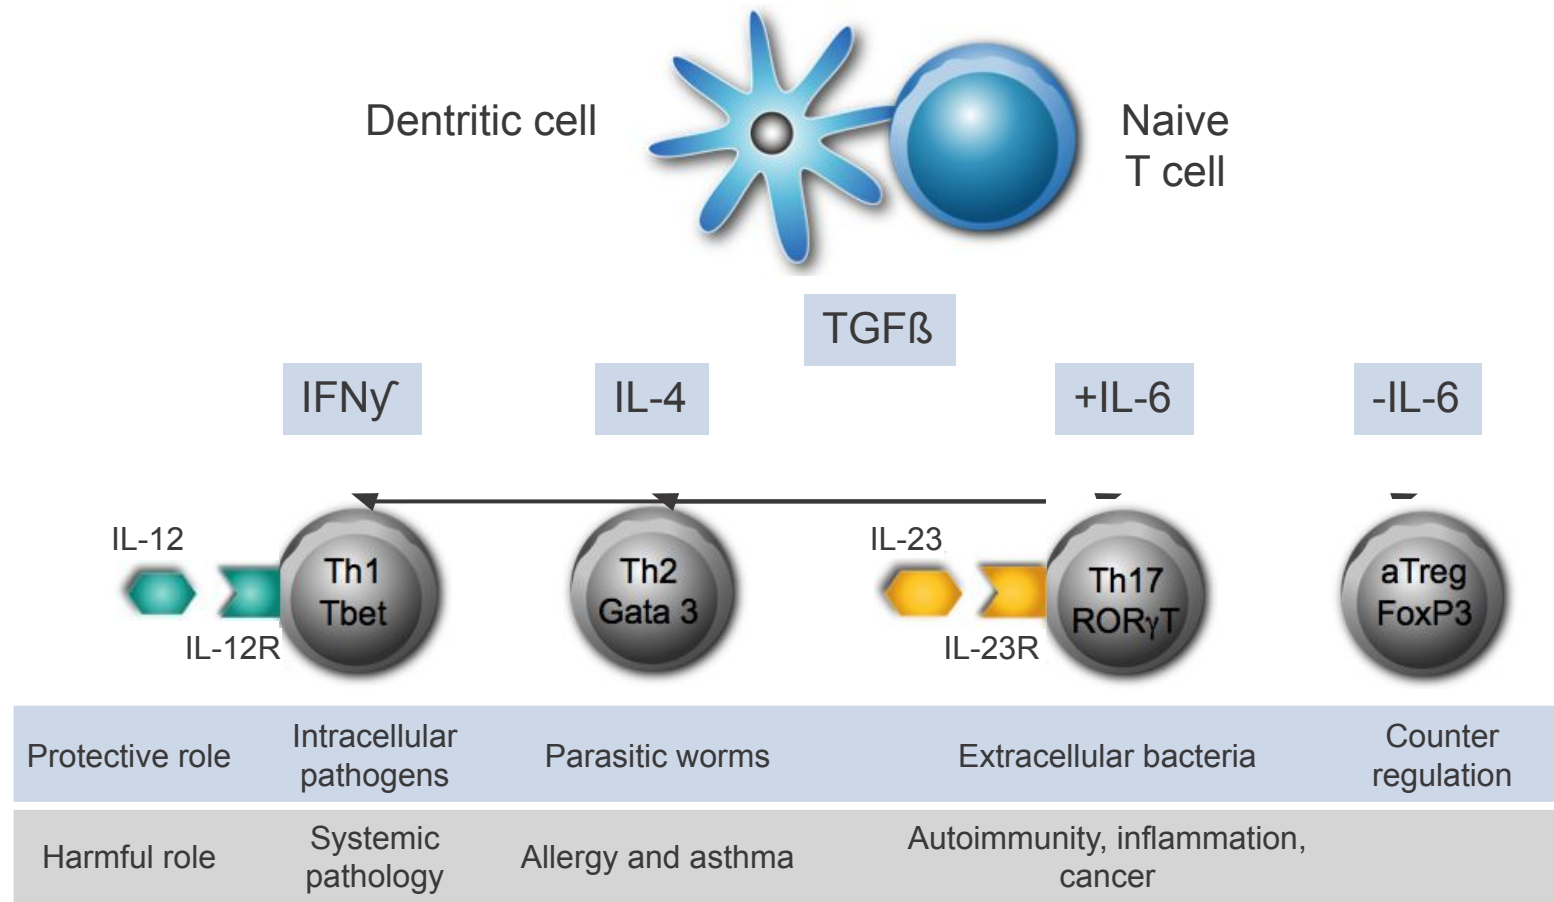 Dentritic cell
Naive
T cell
TGFß
IFNγ
IL-4
+IL-6
-IL-6
IL-12
IL-12R
Th1
Tbet
Th2
Gata 3
IL-23
IL-23R
Th17
RORγT
aTreg
FoxP3
Protective role
Intracellular
pathogens
Parasitic worms
Extracellular bacteria
Counter
regulation
Harmful role
Systemic
pathology
Allergy and asthma
Autoimmunity, inflammation,
cancer